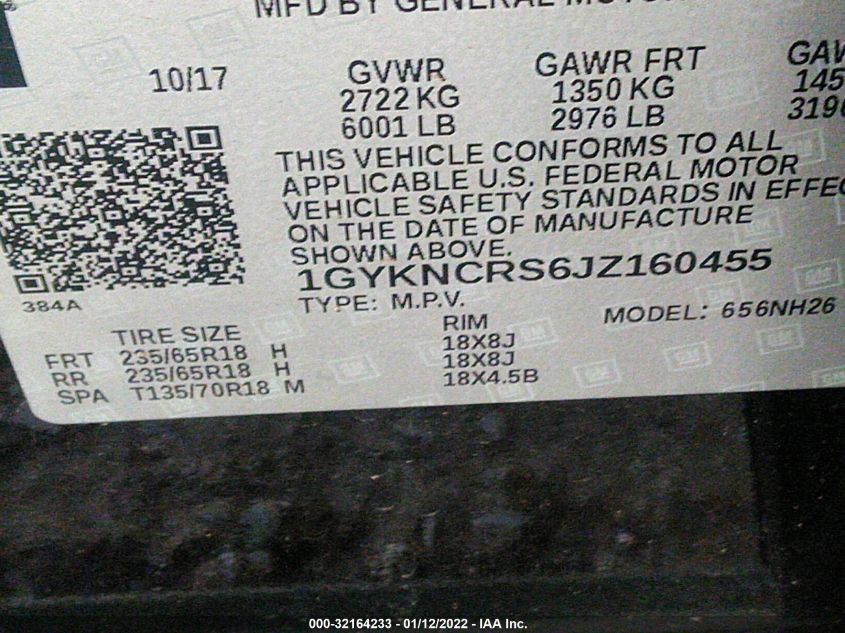 MFD BY GENERAL
10/17
GVWR
2722 KG
6001 LB
GAWR FRT
1350 KG
2976 LB
THIS VEHICLE CONFORMS TO ALL
APPLICABLE U.S. FEDERAL MOTOR
VEHICLE SAFETY STANDARDS IN
ON THE DATE OF MANUFACTURE
SHOWN ABOVE.
1GYKNCRS6JZ160455
TYPE: M.P.V.
MODEL: 656NH26
384A
TIRE SIZE RIM
FRT 235/65R18 H 18X8J
RR 235/65R18 H 18X8J
SPA T135/70R18 M 18X4.5B
000-32164233 - 01/12/2022 - IAA Inc.